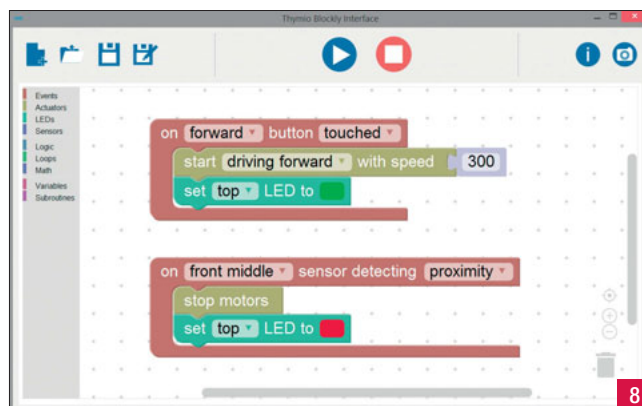 Thymio Blockly Interface
Events
Actuators
LEDs
Sensors
Logic
Loops
Math
Variables
Subroutines
on forward button touched
start driving forward with speed 300
set top LED to
on front middle sensor detecting proximity
stop motors
set top LED to
8